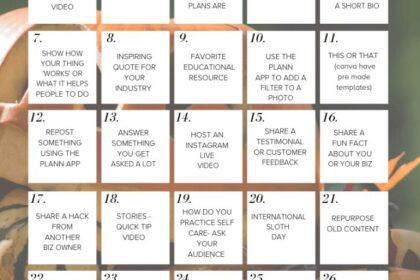 VIDEO
PLANS ARE
A SHORT BIO
7.
SHOW HOW
YOUR THING
'WORKS' OR
WHAT IT HELPS
PEOPLE TO DO
8.
INSPIRING
QUOTE FOR
YOUR
INDUSTRY
9.
FAVORITE
EDUCATIONAL
RESOURCE
10.
USE THE
PLANN
APP TO ADD A
FILTER TO A
PHOTO
11.
THIS OR THAT
(canva have
pre made
templates)
12.
REPOST
SOMETHING
USING THE
PLANN APP
13.
ANSWER
SOMETHING
YOU GET
ASKED A LOT
14.
HOST AN
INSTAGRAM
LIVE
VIDEO
15.
SHARE A
TESTIMONIAL
OR CUSTOMER
FEEDBACK
16.
SHARE A
FUN FACT
ABOUT YOU
OR YOUR BIZ
17.
SHARE A HACK
FROM
ANOTHER
BIZ OWNER
18.
STORIES -
QUICK TIP
VIDEO
19.
HOW DO YOU
PRACTICE SELF
CARE- ASK
YOUR
AUDIENCE
20.
INTERNATIONAL
SLOTH
DAY
21.
REPURPOSE
OLD CONTENT
22.
23.
24.
25.
26.